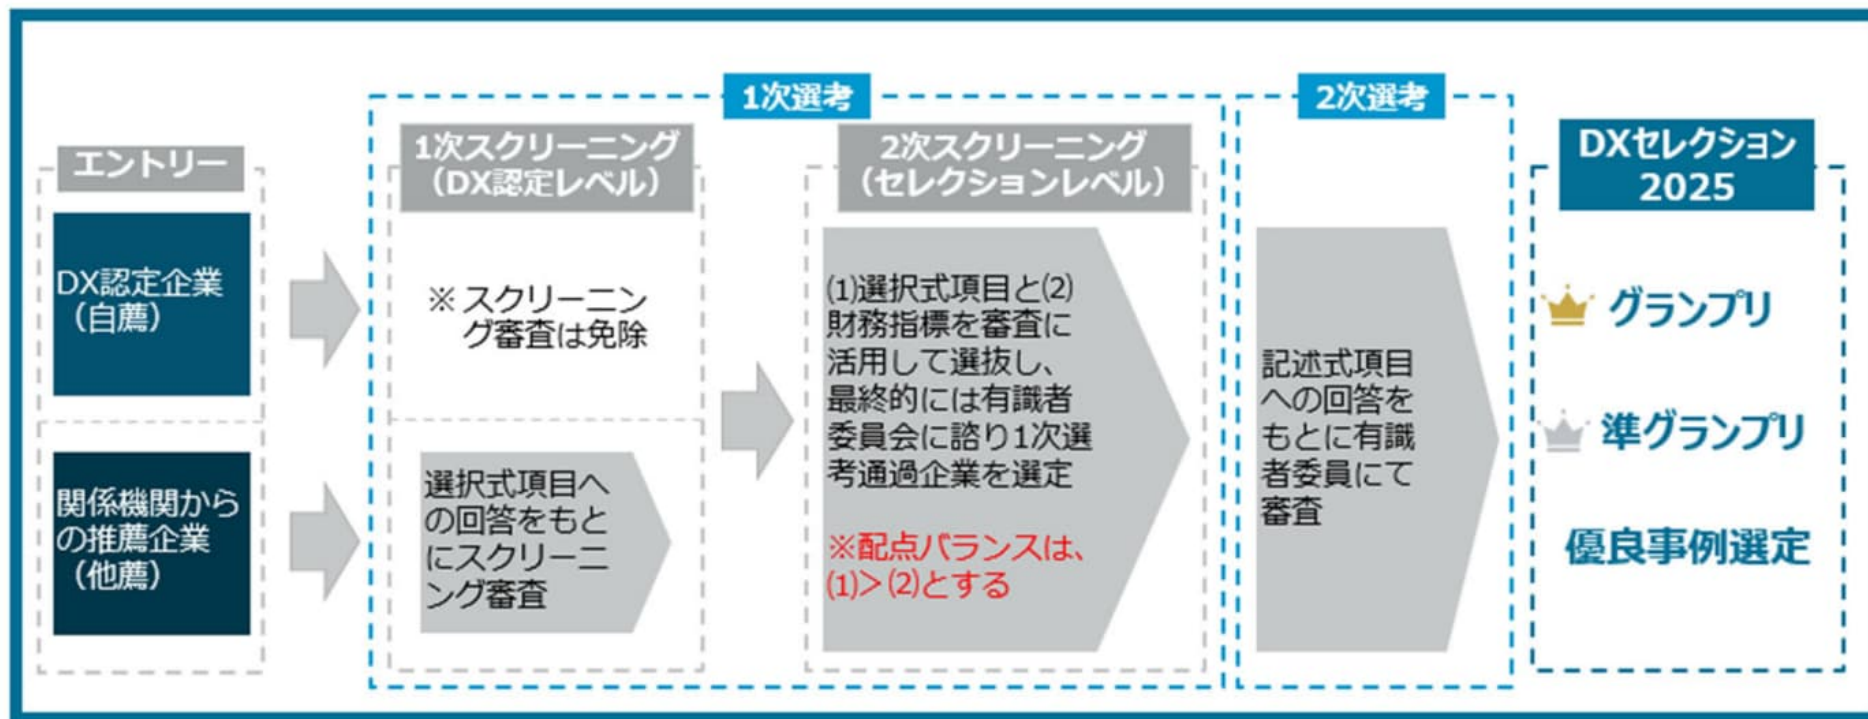 1次選考
2次選考
エントリー
DX認定企業
（自薦）
関係機関から
の推薦企業
（他薦）
1次スクリーニング
（DX認定レベル）
※ スクリーニン
グ審査は免除
選択式項目へ
の回答をもと
にスクリーニ
ング審査
2次スクリーニング
（セレクションレベル）
⑴選択式項目と⑵
財務指標を審査に
活用して選抜し、
最終的には有識者
委員会に諮り1次選
考通過企業を選定
※配点バランスは、
⑴＞⑵とする
記述式項目
への回答を
もとに有識
者委員にて
審査
DXセレクション
2025
グランプリ
準グランプリ
優良事例選定